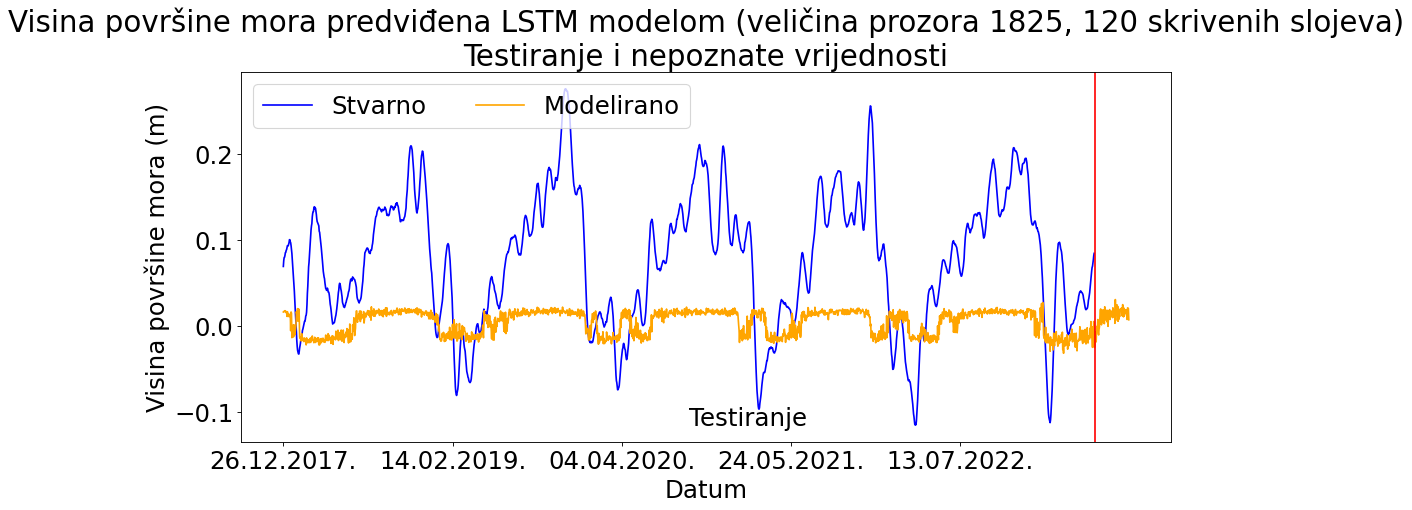 Visina površine mora predviđena LSTM modelom (veličina prozora 1825, 120 skrivenih slojeva)
Testiranje i nepoznate vrijednosti
Stvarno
Modelirano
Visina površine mora (m)
0.2
0.1
0.0
−0.1
Testiranje
26.12.2017.
14.02.2019.
04.04.2020.
24.05.2021.
13.07.2022.
Datum